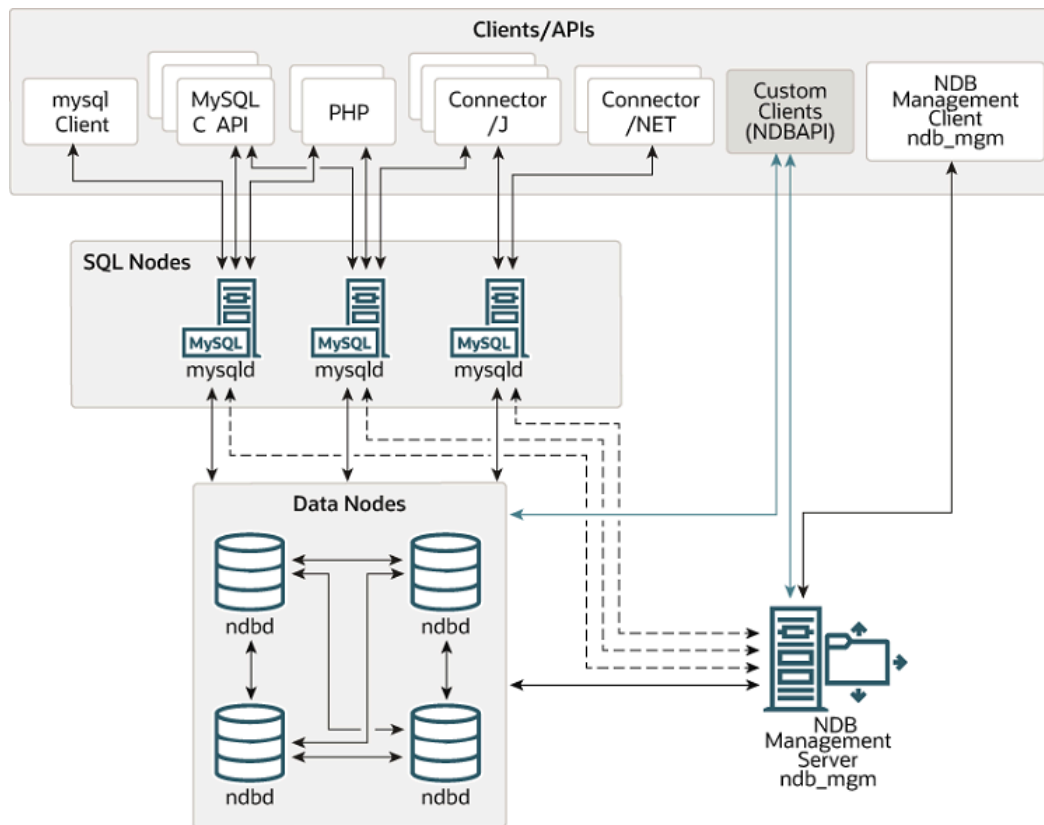 Clients/APIs
mysql
Client
MySQL
C API
PHP
Connector
/J
Connector
/NET
Custom
Clients
(NDBAPI)
NDB
Management
Client
ndb_mgm
SQL Nodes
MySQL
mysqld
MySQL
mysqld
MySQL
mysqld
Data Nodes
ndbd
ndbd
ndbd
ndbd
NDB
Management
Server
ndb_mgm